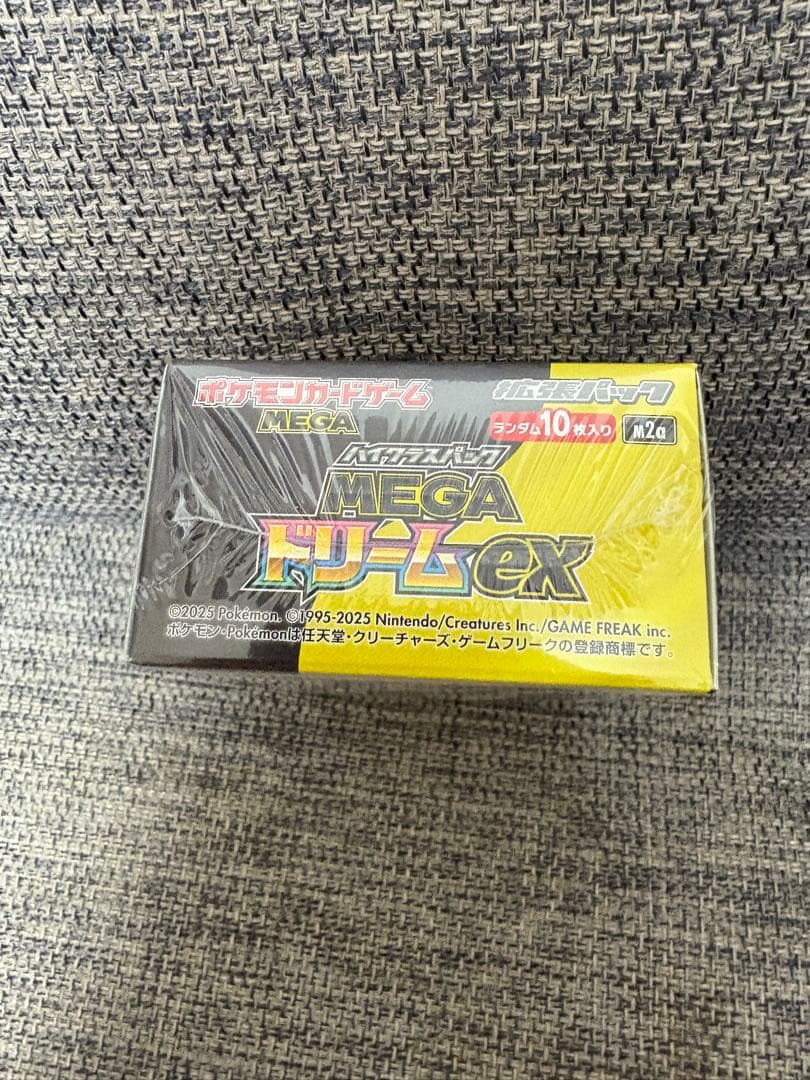 ポケモンカードゲーム
MEGA
拡張パック
ランダム10枚入り
M2a
ハイクラスパック
MEGA
ドリームex
©2025 Pokémon. ©1995-2025 Nintendo/Creatures Inc./GAME FREAK inc.
ポケモン・Pokémonは任天堂・クリーチャーズ・ゲームフリークの登録商標です。